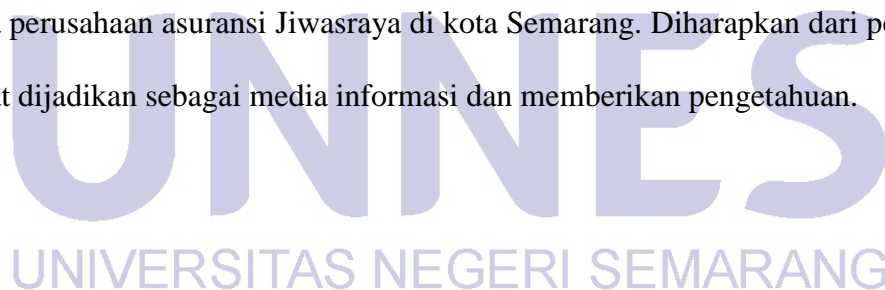 perusahaan asuransi Jiwasraya di kota Semarang. Diharapkan dari
dijadikan sebagai media informasi dan memberikan pengetahuan.
UNNES
UNIVERSITAS NEGERI SEMARANG